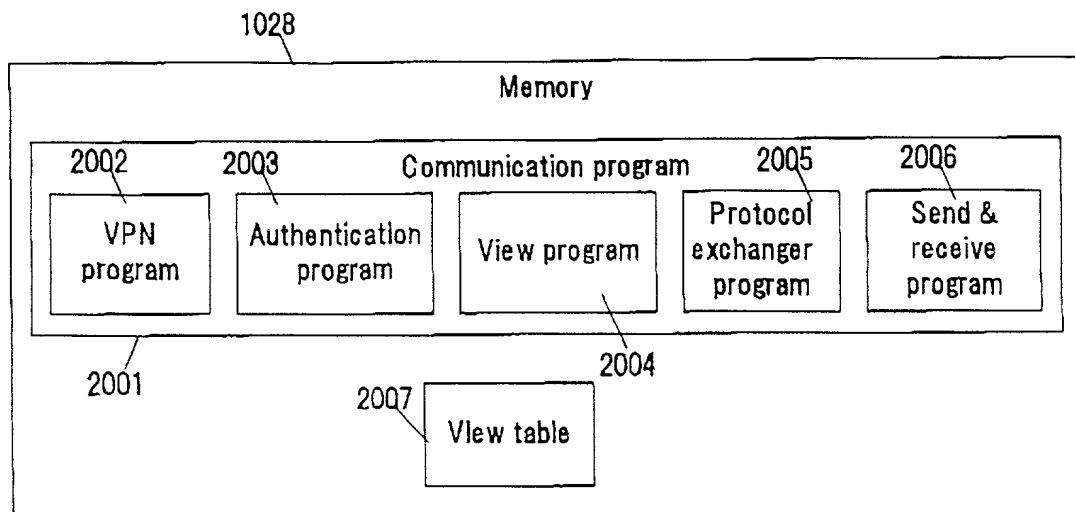 1028
Memory
2002
2003
Communication program
2005
2006
VPN
program
Authentication
program
View program
Protocol
exchanger
program
Send &
receive
program
2001
2004
2007
View table